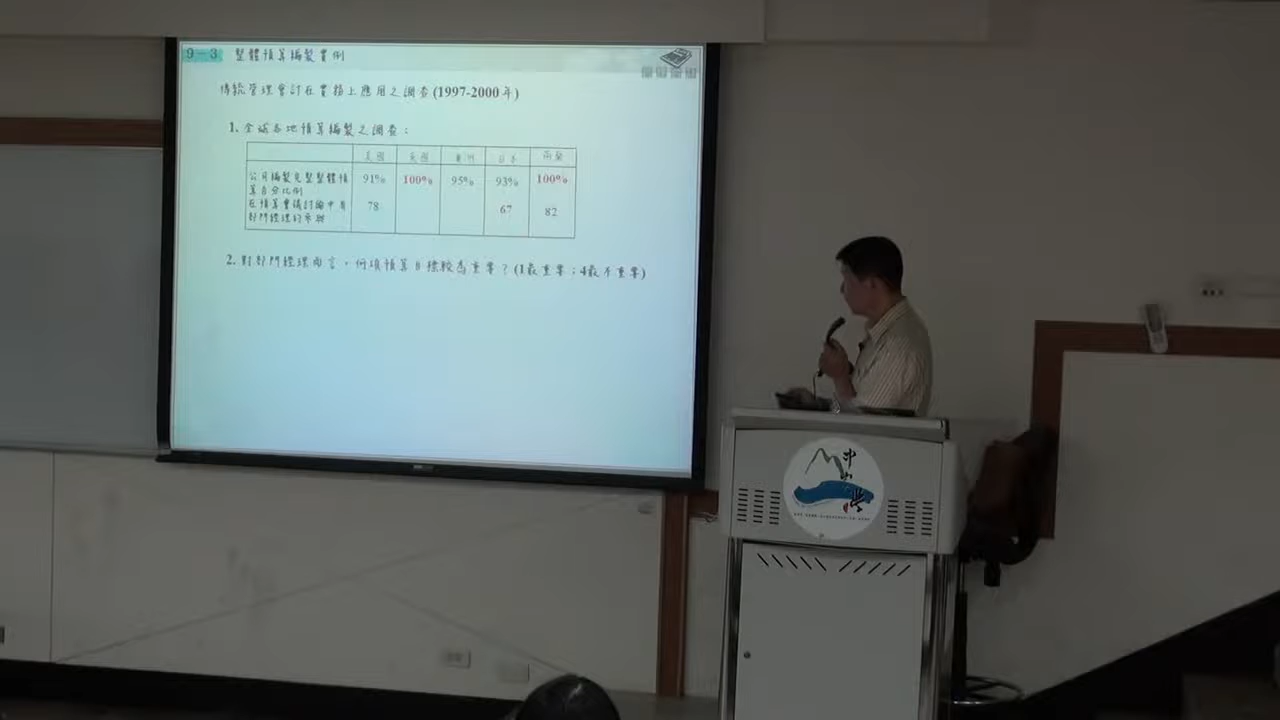 9－3 整體預算編製實例
傳統管理會計在實務上應用之調查(1997-2000年)
1. 全球各地預算編製之調查：
美國 英國 澳洲 日本 荷蘭
公司編製完整整體預算百分比例 91% 100% 95% 93% 100%
在預算會議討論中有部門經理的參與 78 67 82
2. 對部門經理而言，何項預算目標較為重要？(1最重要；4最不重要)
中山